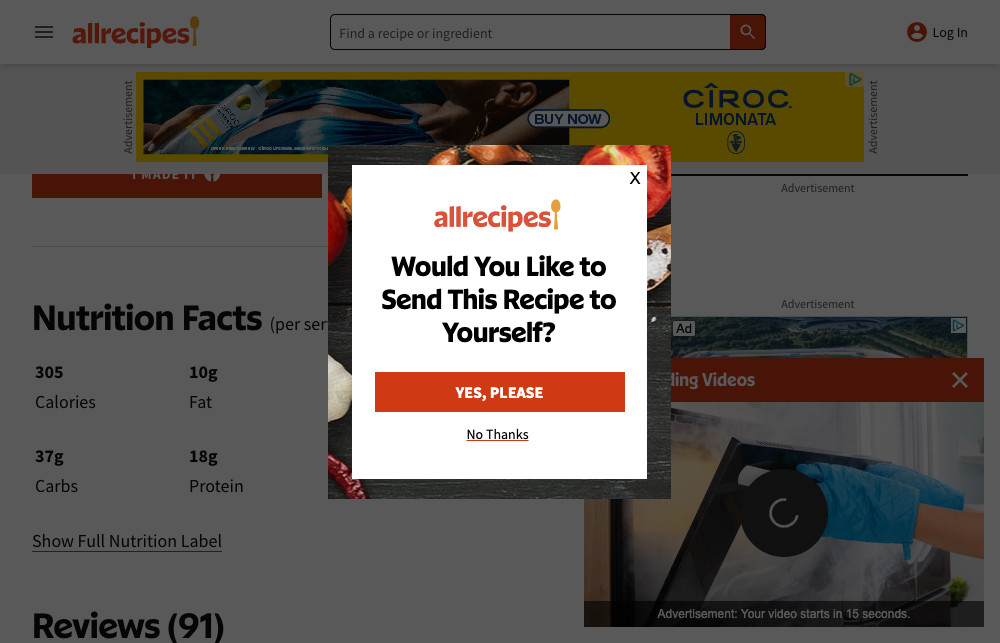 allrecipes
Find a recipe or ingredient
Log In
Advertisement
BUY NOW
CÎROC
LIMONATA
Advertisement
I MADE IT
Advertisement
X
allrecipes
Would You Like to
Send This Recipe to
Yourself?
YES, PLEASE
No Thanks
Nutrition Facts (per ser
305
Calories
10g
Fat
37g
Carbs
18g
Protein
Show Full Nutrition Label
Reviews (91)
Advertisement
Ad
ding Videos
Advertisement: Your video starts in 15 seconds.